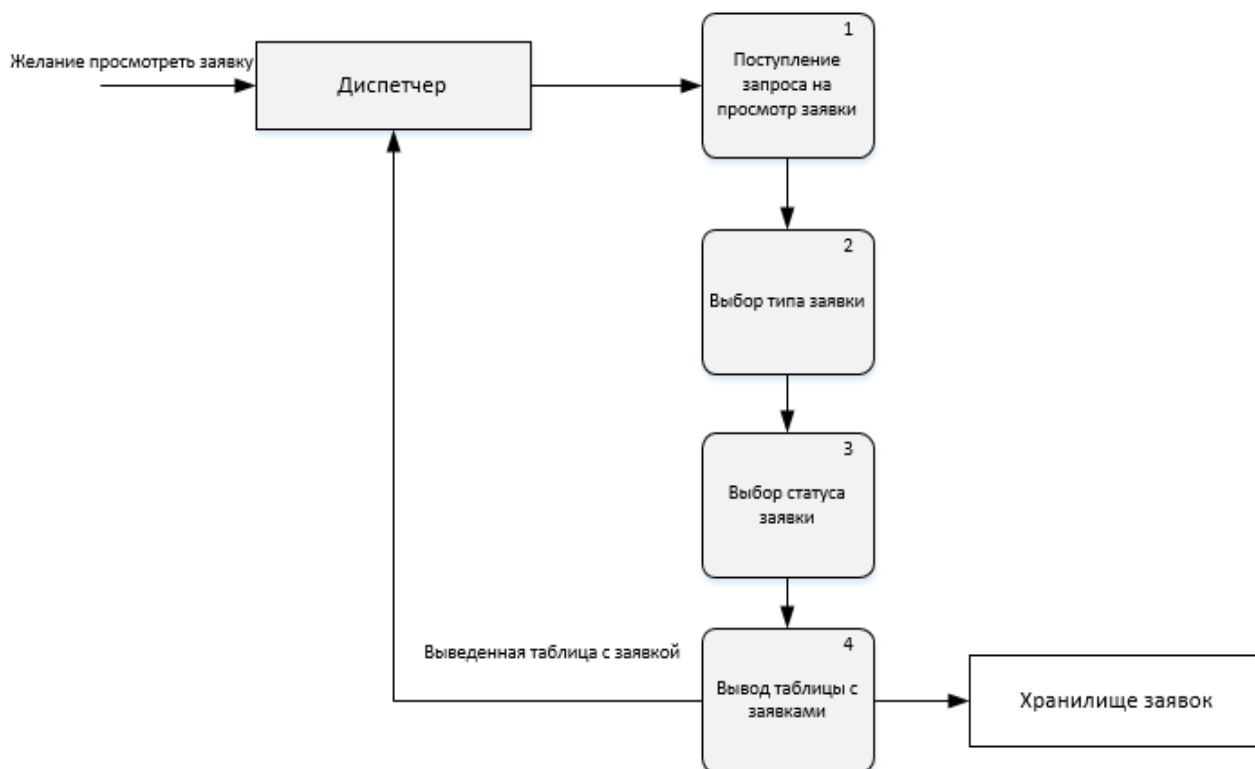 Желание просмотреть заявку
Диспетчер
1
Поступление
запроса на
просмотр заявки
2
Выбор типа заявки
3
Выбор статуса
заявки
Выведенная таблица с заявкой
4
Вывод таблицы с
заявками
Хранилище заявок